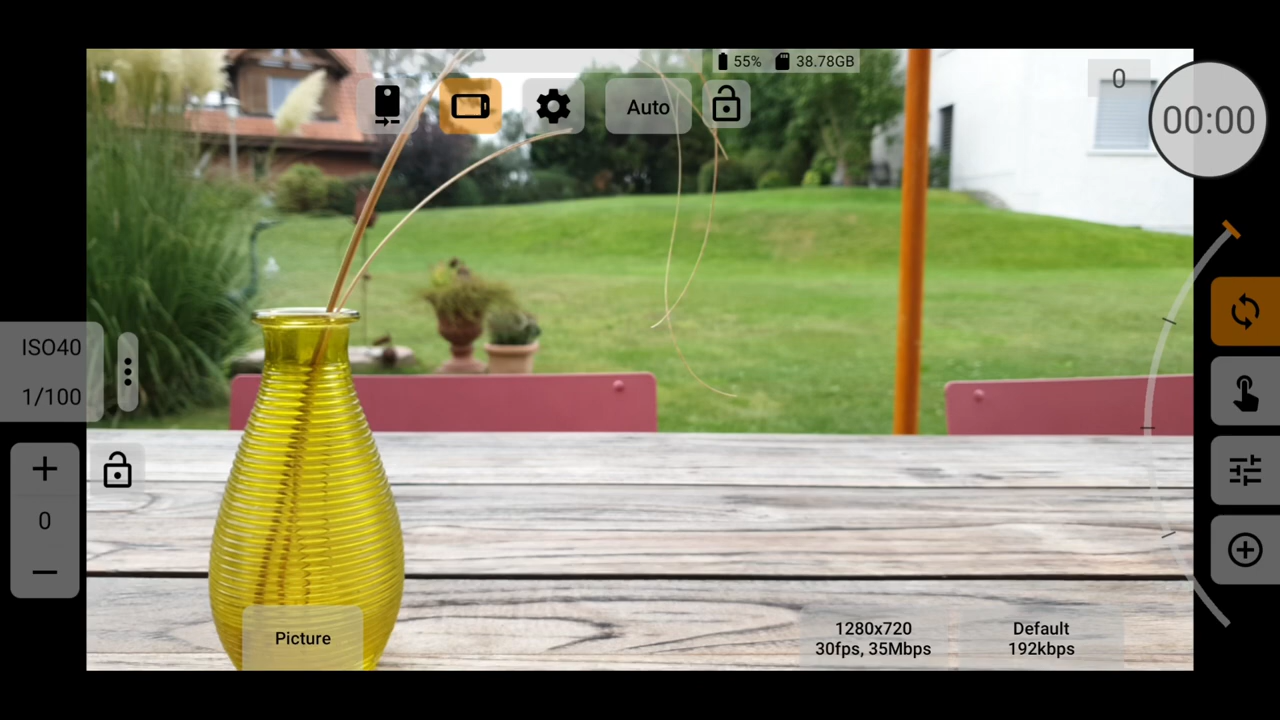 55% 38.78GB
Auto
0
00:00
ISO40
1/100
0
Picture
1280x720
30fps, 35Mbps
Default
192kbps